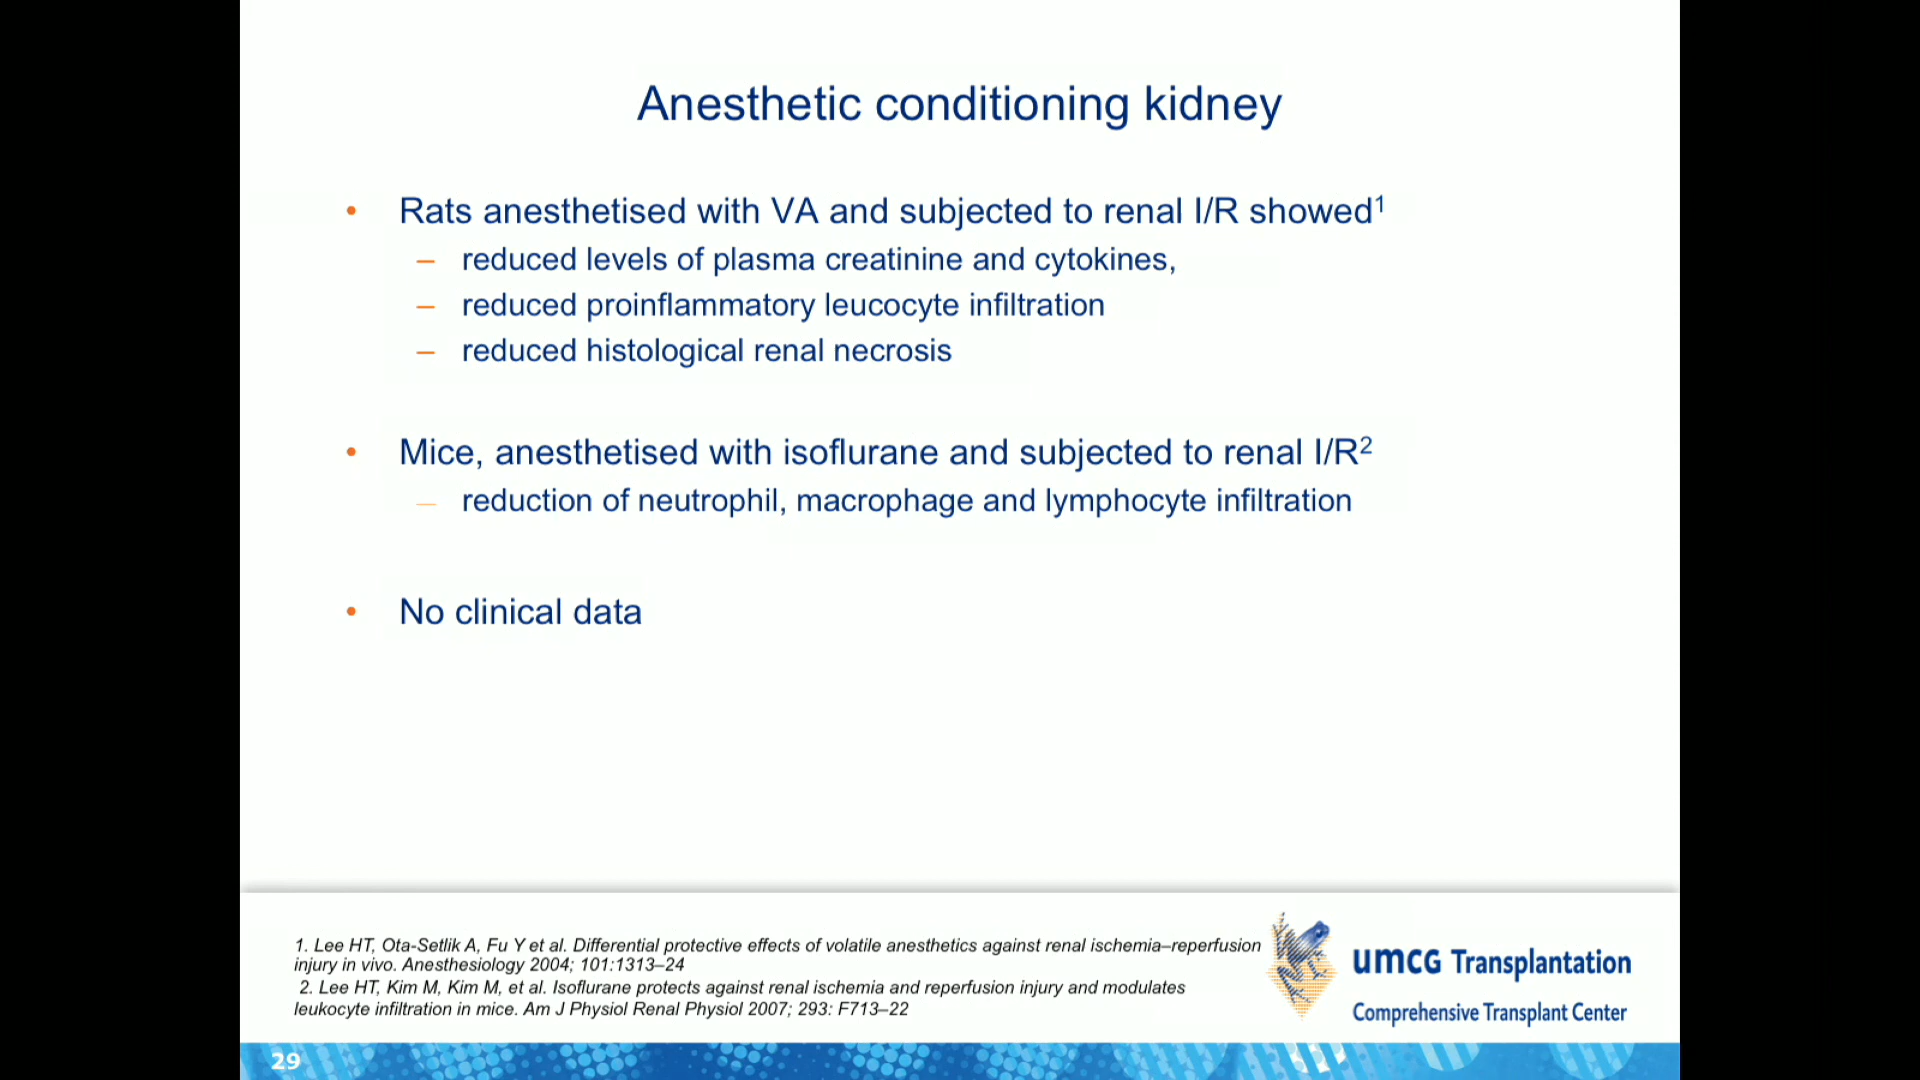 Anesthetic conditioning kidney
• Rats anesthetised with VA and subjected to renal I/R showed¹
– reduced levels of plasma creatinine and cytokines,
– reduced proinflammatory leucocyte infiltration
– reduced histological renal necrosis
• Mice, anesthetised with isoflurane and subjected to renal I/R²
– reduction of neutrophil, macrophage and lymphocyte infiltration
• No clinical data
1. Lee HT, Ota-Setlik A, Fu Y et al. Differential protective effects of volatile anesthetics against renal ischemia–reperfusion
injury in vivo. Anesthesiology 2004; 101:1313–24
2. Lee HT, Kim M, Kim M, et al. Isoflurane protects against renal ischemia and reperfusion injury and modulates
leukocyte infiltration in mice. Am J Physiol Renal Physiol 2007; 293: F713–22
umcG Transplantation
Comprehensive Transplant Center
29